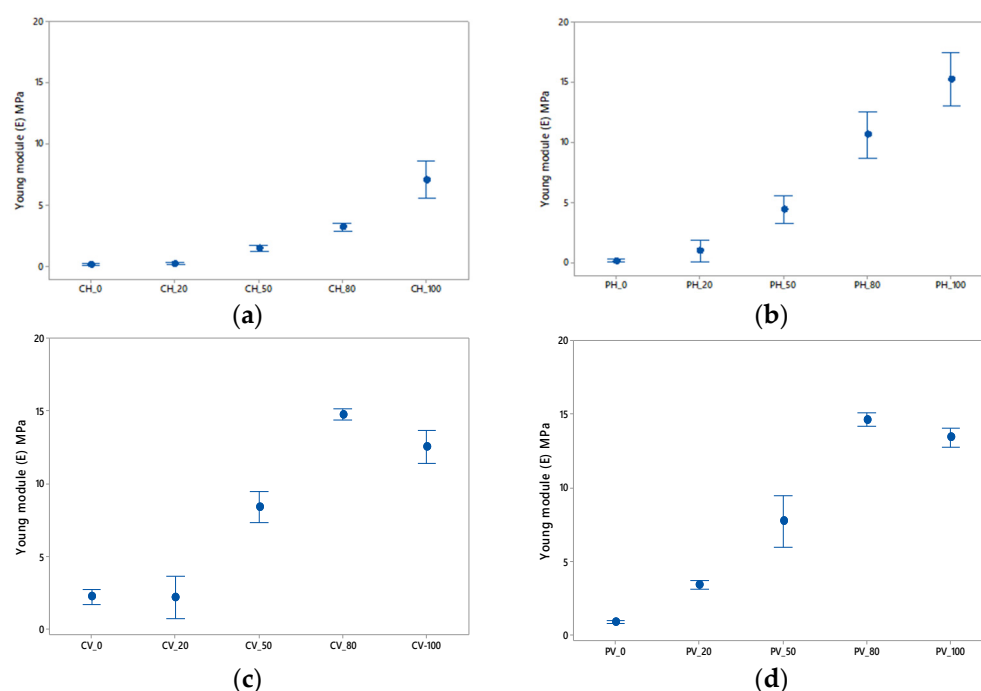 20
15
10
5
0
Young module (E) MPa
CH_0 CH_20 CH_50 CH_80 CH_100
(a)
20
15
10
5
0
Young module (E) MPa
PH_0 PH_20 PH_50 PH_80 PH_100
(b)
20
15
10
5
0
Young module (E) MPa
CV_0 CV_20 CV_50 CV_80 CV-100
(c)
20
15
10
5
0
Young module (E) MPa
PV_0 PV_20 PV_50 PV_80 PV_100
(d)